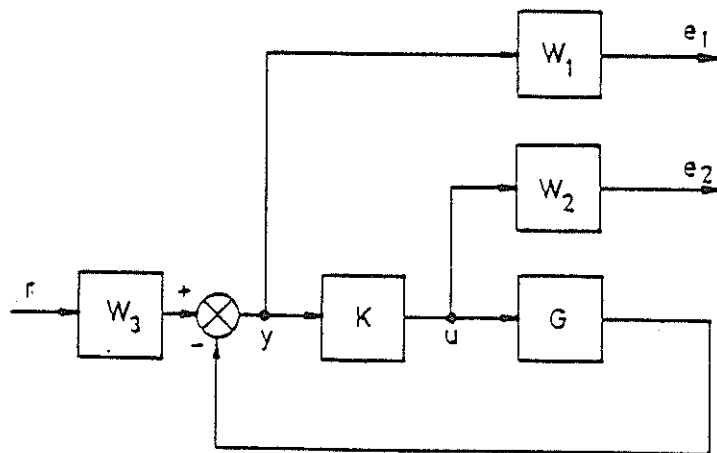 e₁
W₁
e₂
W₂
r
W₃
+
-
y
K
u
G